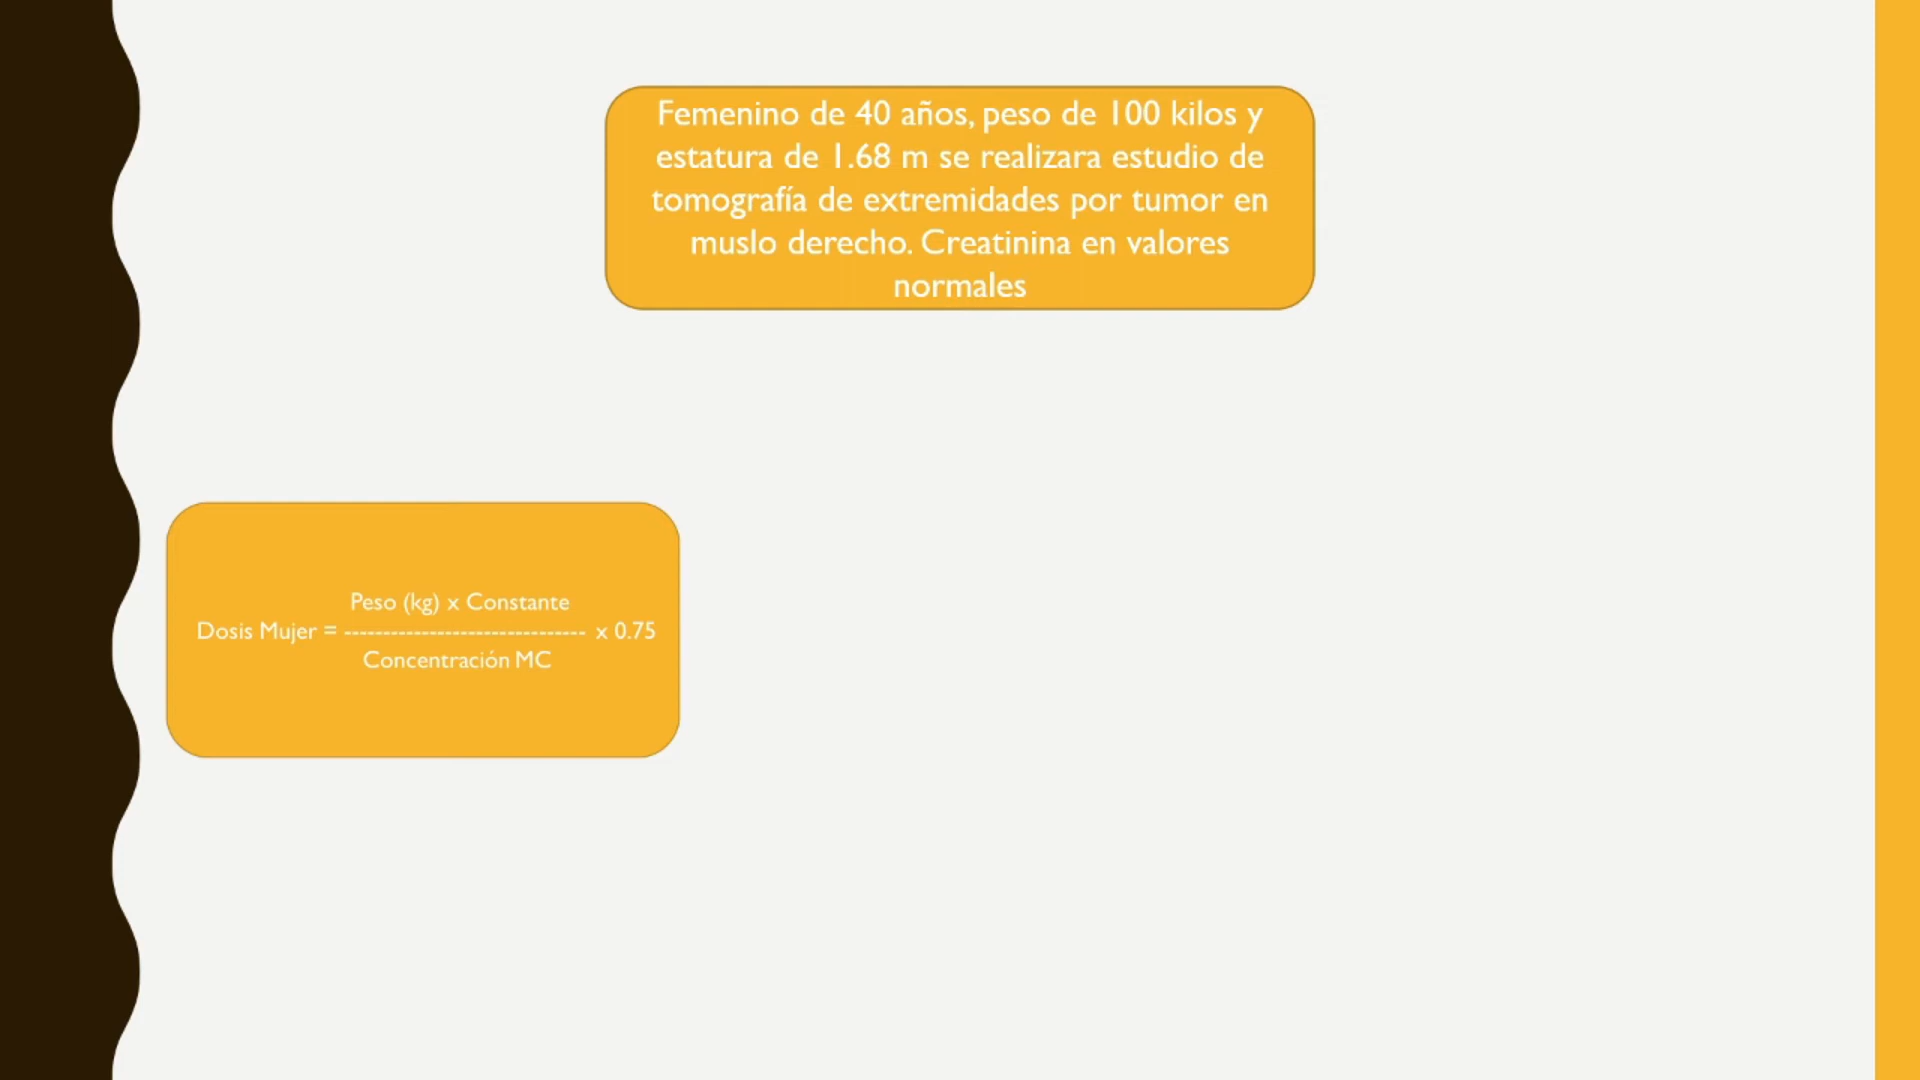 Femenino de 40 años, peso de 100 kilos y
estatura de 1.68 m se realizara estudio de
tomografía de extremidades por tumor en
muslo derecho. Creatinina en valores
normales
Peso (kg) x Constante
Dosis Mujer = ------------------------------- x 0.75
Concentración MC